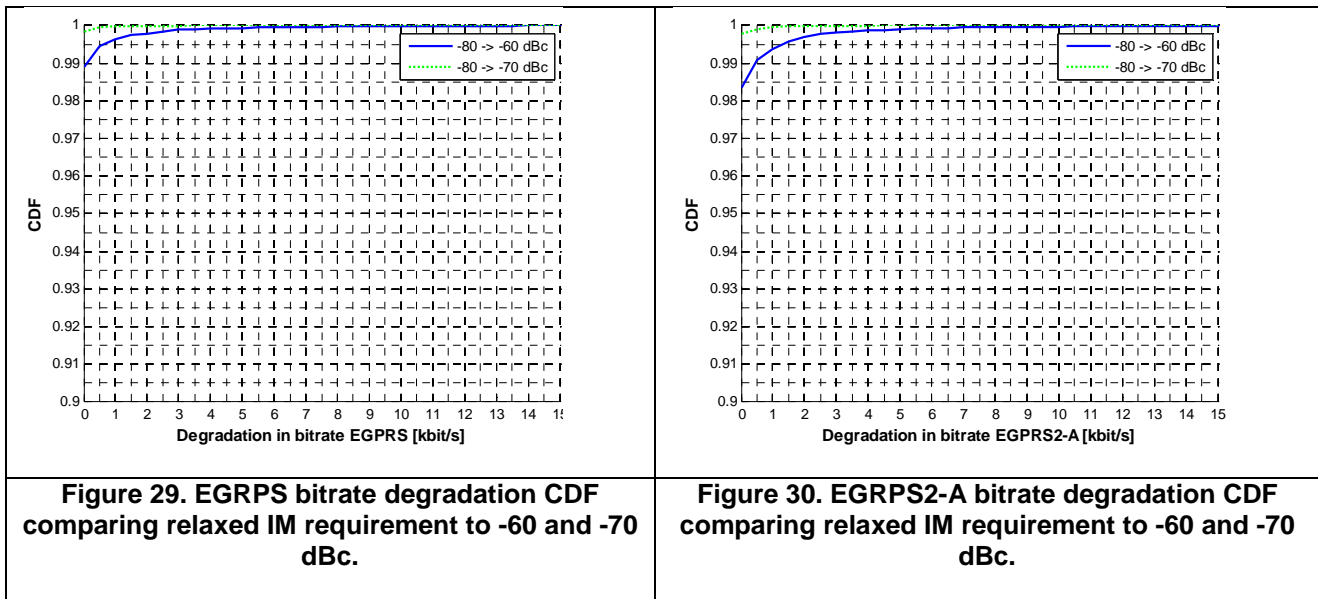 1
0.99
0.98
0.97
0.96
0.95
0.94
0.93
0.92
0.91
0.9
CDF
-80 -> -60 dBc
-80 -> -70 dBc
0 1 2 3 4 5 6 7 8 9 10 11 12 13 14
Degradation in bitrate EGPRS [kbit/s]
1
0.99
0.98
0.97
0.96
0.95
0.94
0.93
0.92
0.91
0.9
CDF
-80 -> -60 dBc
-80 -> -70 dBc
0 1 2 3 4 5 6 7 8 9 10 11 12 13 14 15
Degradation in bitrate EGPRS2-A [kbit/s]
Figure 29. EGRPS bitrate degradation CDF
comparing relaxed IM requirement to -60 and -70
dBc.
Figure 30. EGRPS2-A bitrate degradation CDF
comparing relaxed IM requirement to -60 and -70
dBc.